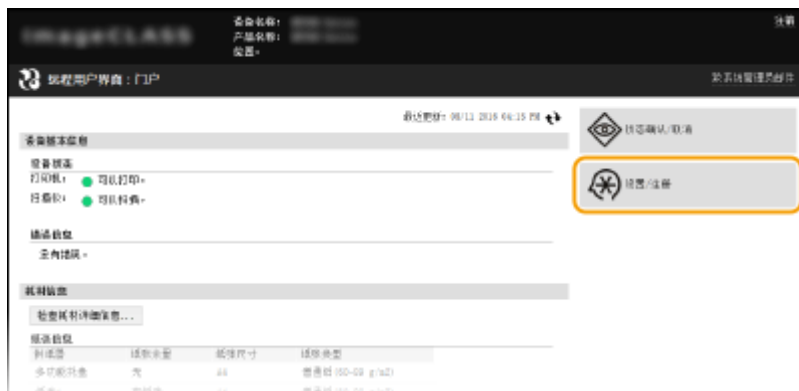 imageCLASS
设备名称:
产品名称:
位置:
注销
远程用户界面:门户
致系统管理员邮件
最近更新: 08/11 2016 04:15 PM
设备基本信息
设备状态
打印机: 可以打印。
扫描仪: 可以扫描。
错误信息
没有错误。
耗材信息
检查耗材详细信息...
纸张信息
纸张余量 纸张尺寸 纸张类型
多功能托盘 无 A4 普通纸
状态确认/取消
设置/注册